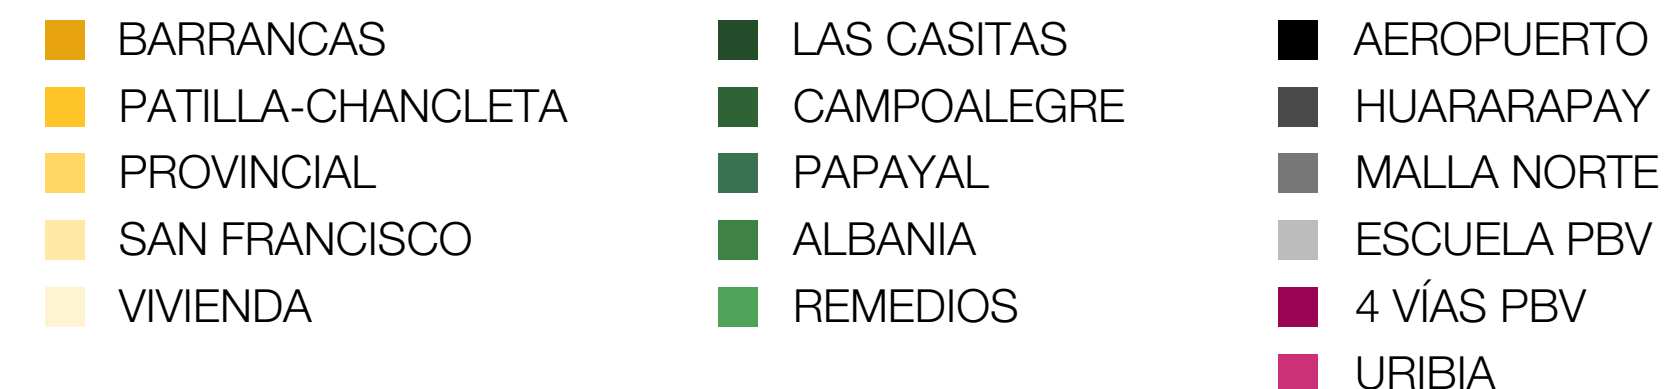 BARRANCAS
PATILLA-CHANCLETA
PROVINCIAL
SAN FRANCISCO
VIVIENDA
LAS CASITAS
CAMPOALEGRE
PAPAYAL
ALBANIA
REMEDIOS
AEROPUERTO
HUARARAPAY
MALLA NORTE
ESCUELA PBV
4 VÍAS PBV
URIBIA